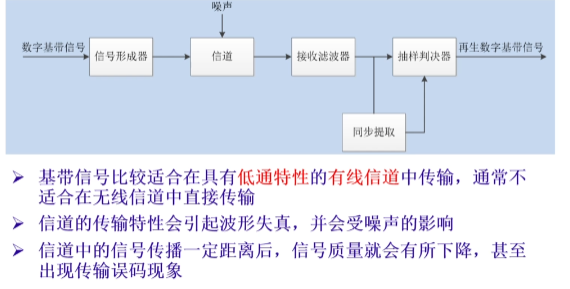 噪声
数字基带信号
信号形成器
信道
接收滤波器
抽样判决器
再生数字基带信号
同步提取
➢ 基带信号比较适合在具有低通特性的有线信道中传输，通常不
适合在无线信道中直接传输
➢ 信道的传输特性会引起波形失真，并会受噪声的影响
➢ 信道中的信号传播一定距离后，信号质量就会有所下降，甚至
出现传输误码现象